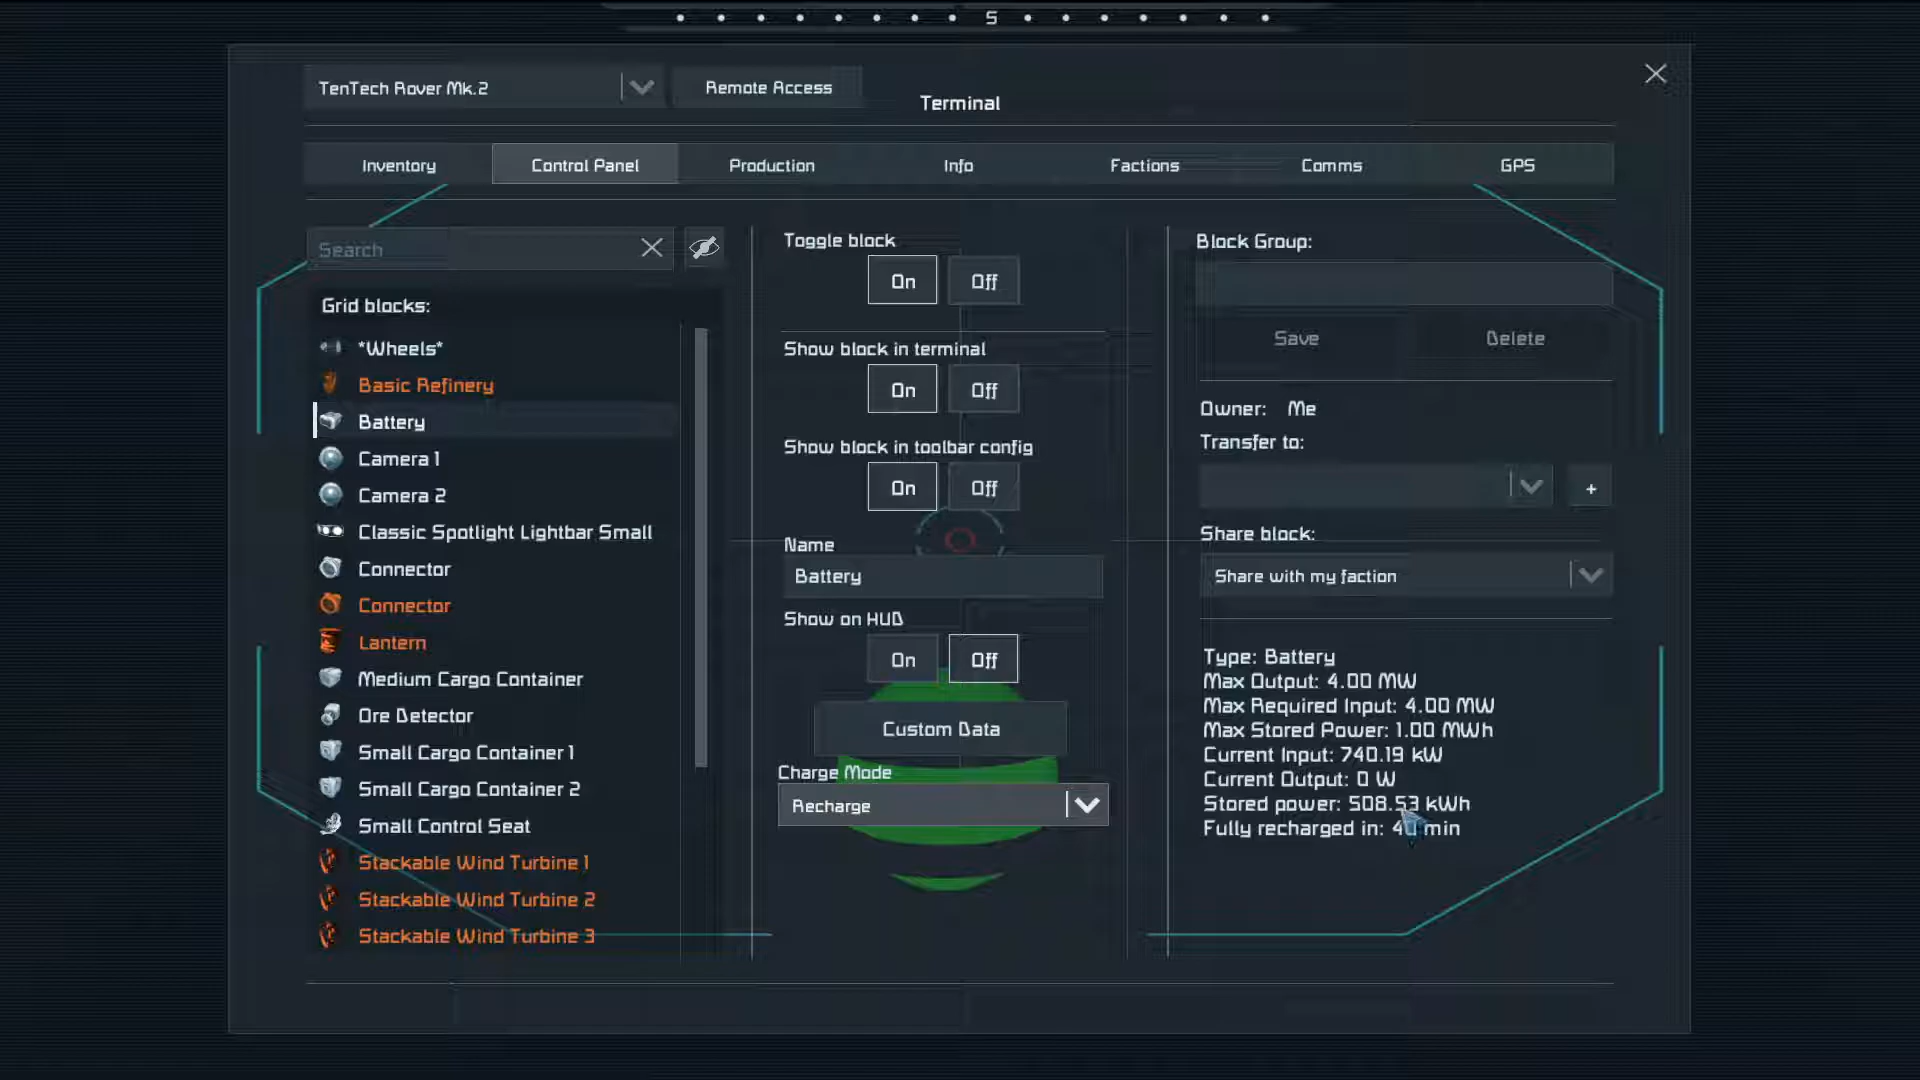 S
TenTech Rover Mk.2
Remote Access
Terminal
Inventory
Control Panel
Production
Info
Factions
Comms
GPS
Search
Grid blocks:
*Wheels*
Basic Refinery
Battery
Camera 1
Camera 2
Classic Spotlight Lightbar Small
Connector
Connector
Lantern
Medium Cargo Container
Ore Detector
Small Cargo Container 1
Small Cargo Container 2
Small Control Seat
Stackable Wind Turbine 1
Stackable Wind Turbine 2
Stackable Wind Turbine 3
Toggle block
On Off
Show block in terminal
On Off
Show block in toolbar config
On Off
Name
Battery
Show on HUD
On Off
Custom Data
Charge Mode
Recharge
Block Group:
Save Delete
Owner: Me
Transfer to:
+
Share block:
Share with my faction
Type: Battery
Max Output: 4.00 MW
Max Required Input: 4.00 MW
Max Stored Power: 1.00 MWh
Current Input: 740.19 kW
Current Output: 0 W
Stored power: 508.53 kWh
Fully recharged in: min